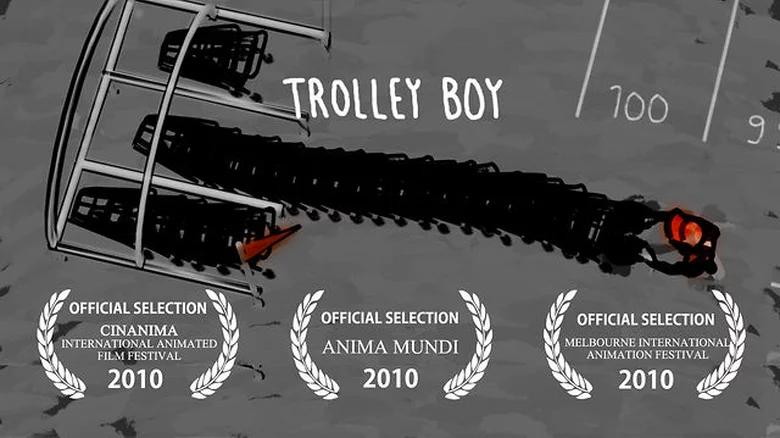 TROLLEY BOY
100
OFFICIAL SELECTION
CINANIMA
INTERNATIONAL ANIMATED
FILM FESTIVAL
2010
OFFICIAL SELECTION
ANIMA MUNDI
2010
OFFICIAL SELECTION
MELBOURNE INTERNATIONAL
ANIMATION FESTIVAL
2010